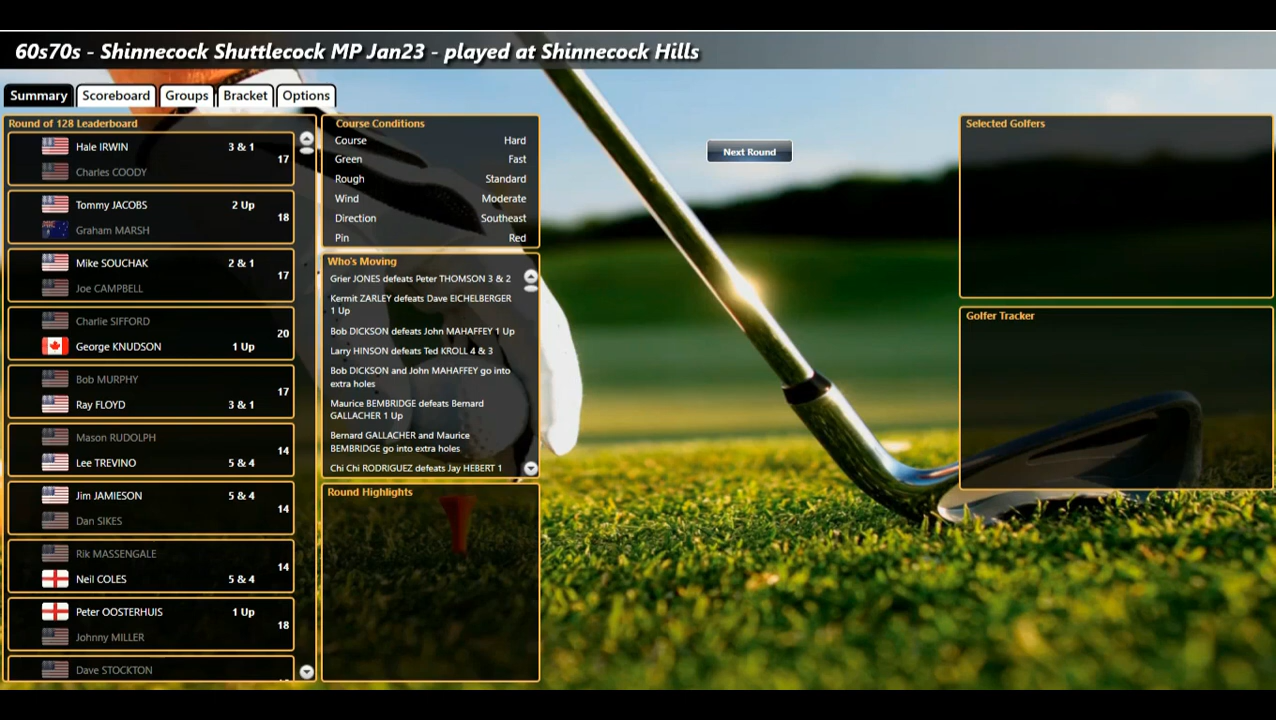 60s70s - Shinnecock Shuttlecock MP Jan23 - played at Shinnecock Hills
Summary
Scoreboard
Groups
Bracket
Options
Round of 128 Leaderboard
Hale IRWIN 3 & 1
17
Charles COODY
Tommy JACOBS 2 Up
18
Graham MARSH
Mike SOUCHAK 2 & 1
17
Joe CAMPBELL
Charlie SIFFORD
20
George KNUDSON 1 Up
Bob MURPHY
17
Ray FLOYD 3 & 1
Mason RUDOLPH
14
Lee TREVINO 5 & 4
Jim JAMIESON 5 & 4
14
Dan SIKES
Rik MASSENGALE
14
Neil COLES 5 & 4
Peter OOSTERHUIS 1 Up
18
Johnny MILLER
Dave STOCKTON
Course Conditions
Course Hard
Green Fast
Rough Standard
Wind Moderate
Direction Southeast
Pin Red
Who's Moving
Grier JONES defeats Peter THOMSON 3 & 2
Kermit ZARLEY defeats Dave EICHELBERGER
1 Up
Bob DICKSON defeats John MAHAFFEY 1 Up
Larry HINSON defeats Ted KROLL 4 & 3
Bob DICKSON and John MAHAFFEY go into
extra holes
Maurice BEMBRIDGE defeats Bernard
GALLACHER 1 Up
Bernard GALLACHER and Maurice
BEMBRIDGE go into extra holes
Chi Chi RODRIGUEZ defeats Jay HEBERT 1
Round Highlights
Next Round
Selected Golfers
Golfer Tracker